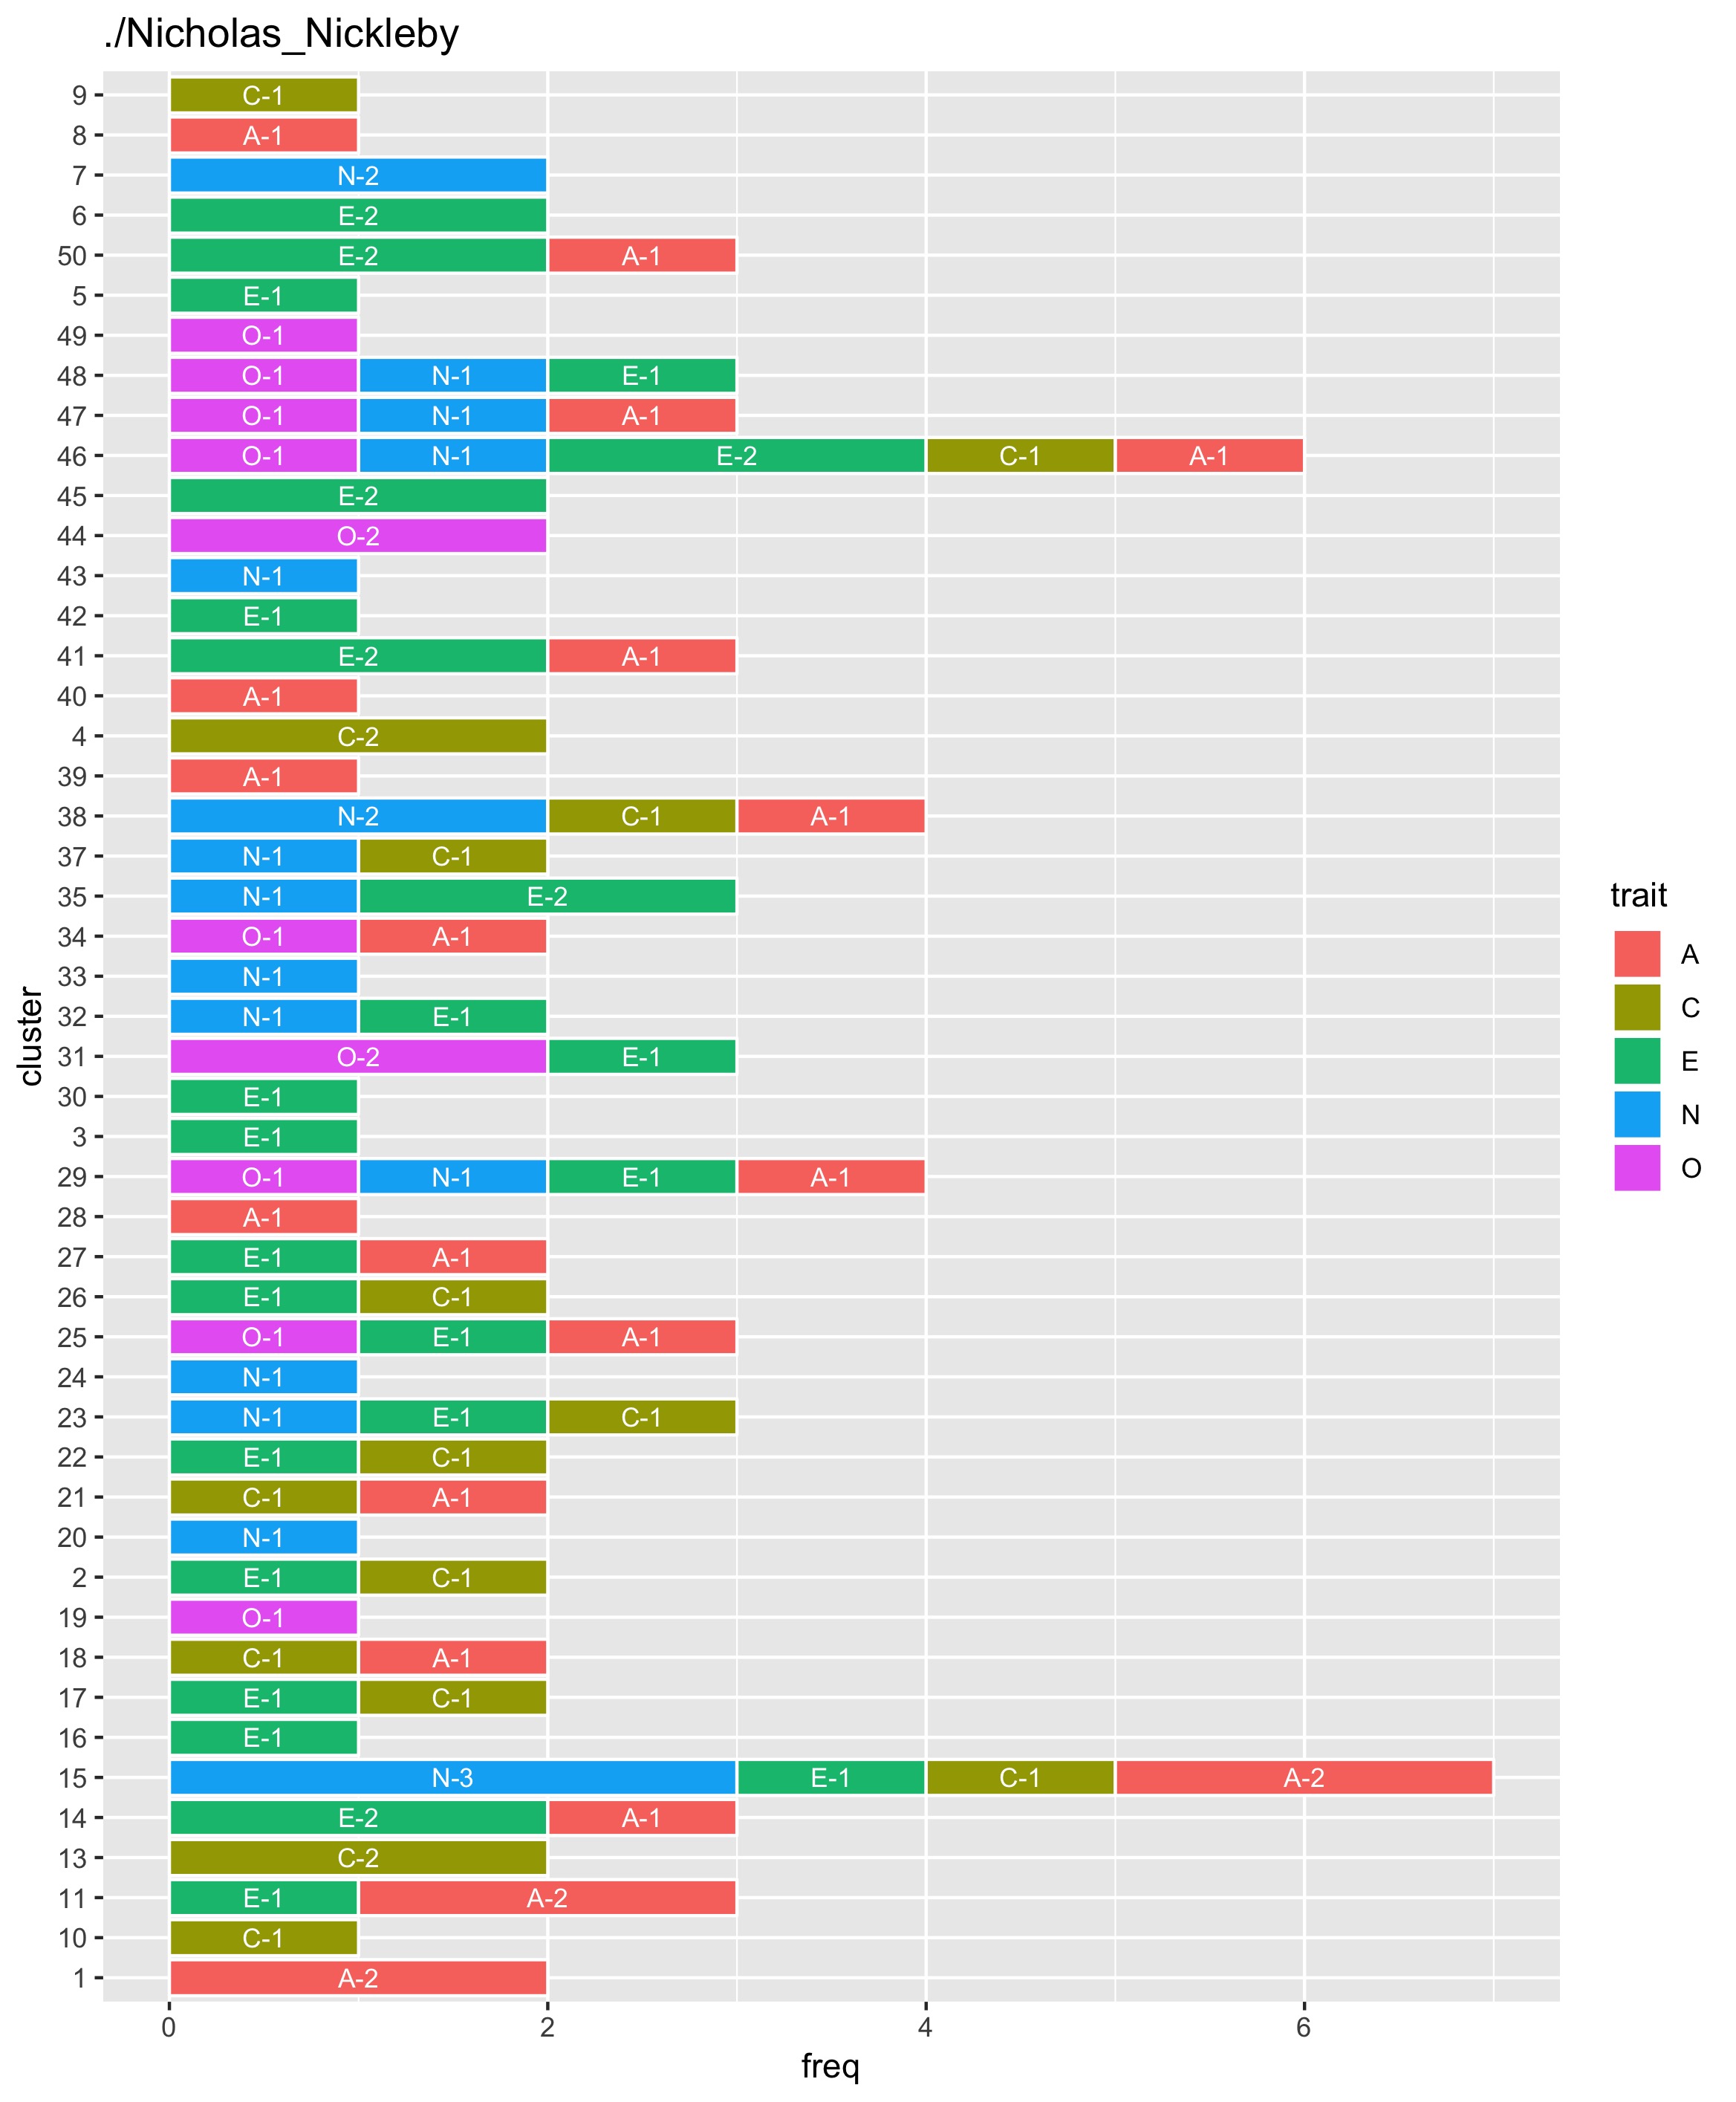 ./Nicholas_Nickleby
9 C-1
8 A-1
7 N-2
6 E-2
50 E-2 A-1
5 E-1
49 O-1
48 O-1 N-1 E-1
47 O-1 N-1 A-1
46 O-1 N-1 E-2 C-1 A-1
45 E-2
44 O-2
43 N-1
42 E-1
41 E-2 A-1
40 A-1
4 C-2
39 A-1
38 N-2 C-1 A-1
37 N-1 C-1
35 N-1 E-2
34 O-1 A-1
33 N-1
32 N-1 E-1
31 O-2 E-1
30 E-1
3 E-1
29 O-1 N-1 E-1 A-1
28 A-1
27 E-1 A-1
26 E-1 C-1
25 O-1 E-1 A-1
24 N-1
23 N-1 E-1 C-1
22 E-1 C-1
21 C-1 A-1
20 N-1
2 E-1 C-1
19 O-1
18 C-1 A-1
17 E-1 C-1
16 E-1
15 N-3 E-1 C-1 A-2
14 E-2 A-1
13 C-2
11 E-1 A-2
10 C-1
1 A-2
0 2 4 6
freq
cluster
trait
A
C
E
N
O